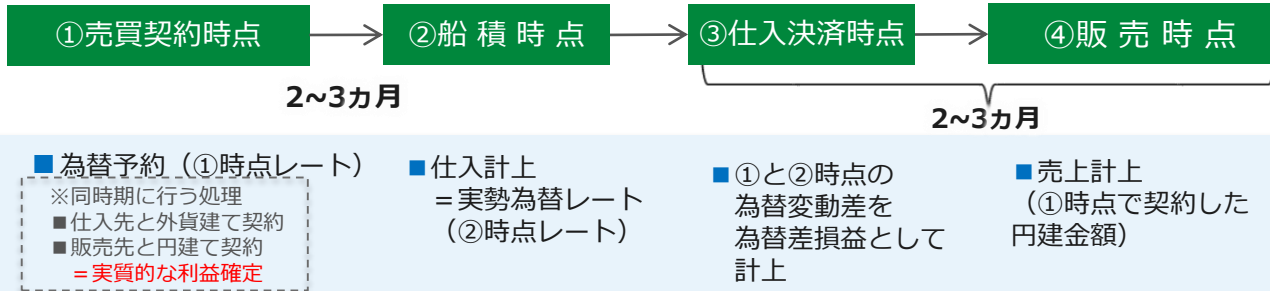 ①売買契約時点
②船 積 時 点
③仕入決済時点
④販 売 時 点
2~3ヵ月
2~3ヵ月
■為替予約（①時点レート）
※同時期に行う処理
■仕入先と外貨建て契約
■販売先と円建て契約
＝実質的な利益確定
■仕入計上
＝実勢為替レート
（②時点レート）
■①と②時点の
為替変動差を
為替差損益として
計上
■売上計上
（①時点で契約した
円建金額）